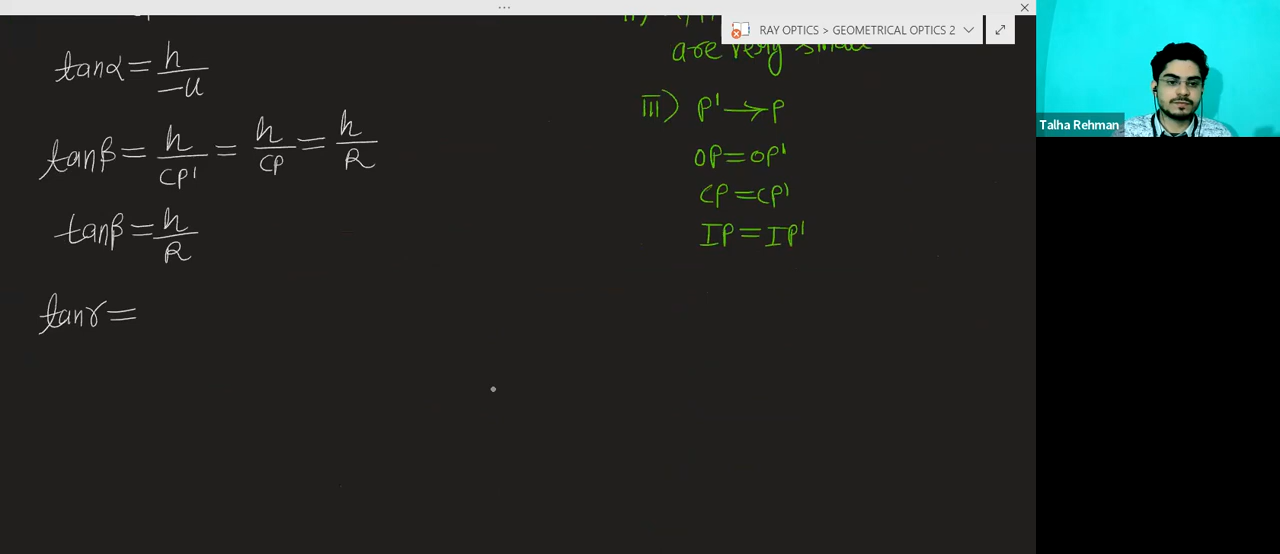 RAY OPTICS > GEOMETRICAL OPTICS 2
are very small
tanα = h/-u
III) P' → P
tanβ = h/CP' = h/CP = h/R
OP = OP'
CP = CP'
tanβ = h/R
IP = IP'
tanγ =
Talha Rehman